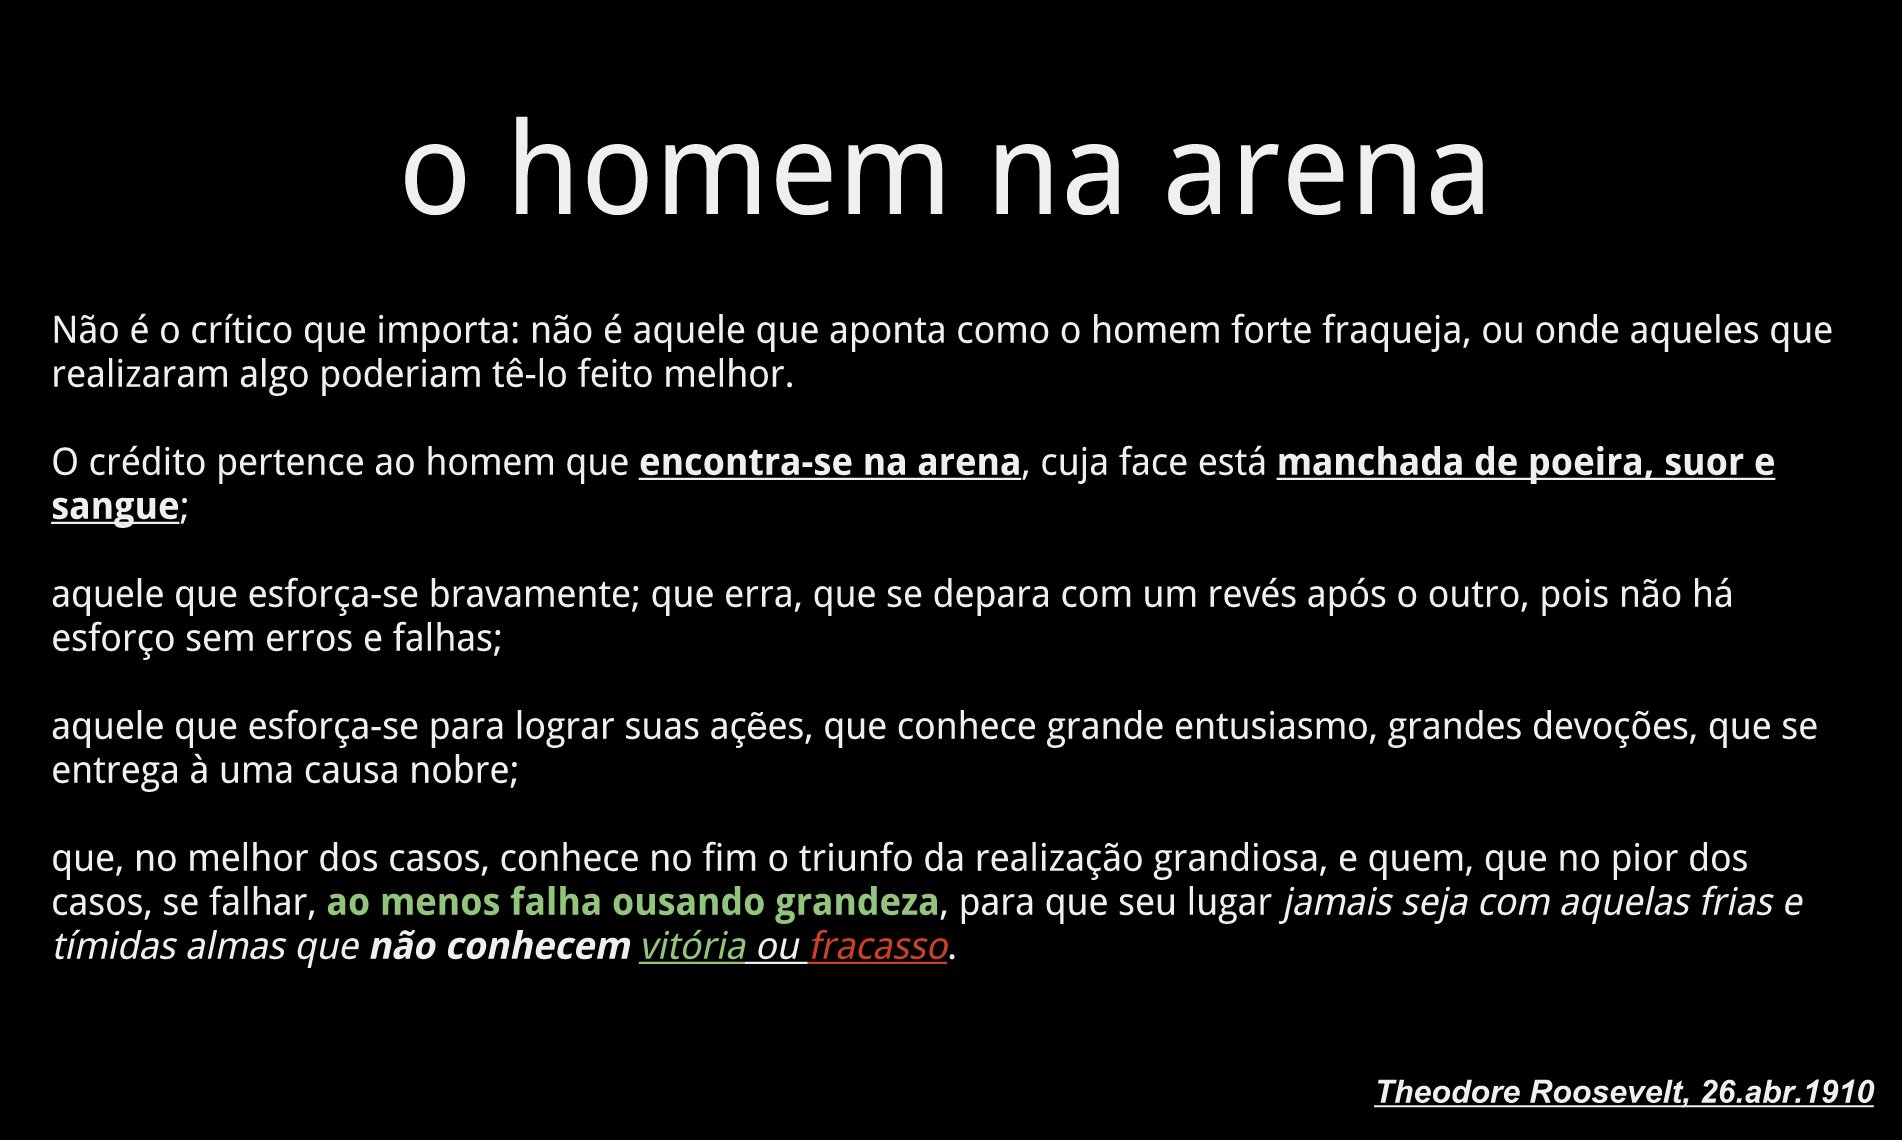 o homem na arena
Não é o crítico que importa: não é aquele que aponta como o homem forte fraqueja, ou onde aqueles que
realizaram algo poderiam tê-lo feito melhor.
O crédito pertence ao homem que encontra-se na arena, cuja face está manchada de poeira, suor e
sangue;
aquele que esforça-se bravamente; que erra, que se depara com um revés após o outro, pois não há
esforço sem erros e falhas;
aquele que esforça-se para lograr suas açẽes, que conhece grande entusiasmo, grandes devoções, que se
entrega à uma causa nobre;
que, no melhor dos casos, conhece no fim o triunfo da realização grandiosa, e quem, que no pior dos
casos, se falhar, ao menos falha ousando grandeza, para que seu lugar jamais seja com aquelas frias e
tímidas almas que não conhecem vitória ou fracasso.
Theodore Roosevelt, 26.abr.1910